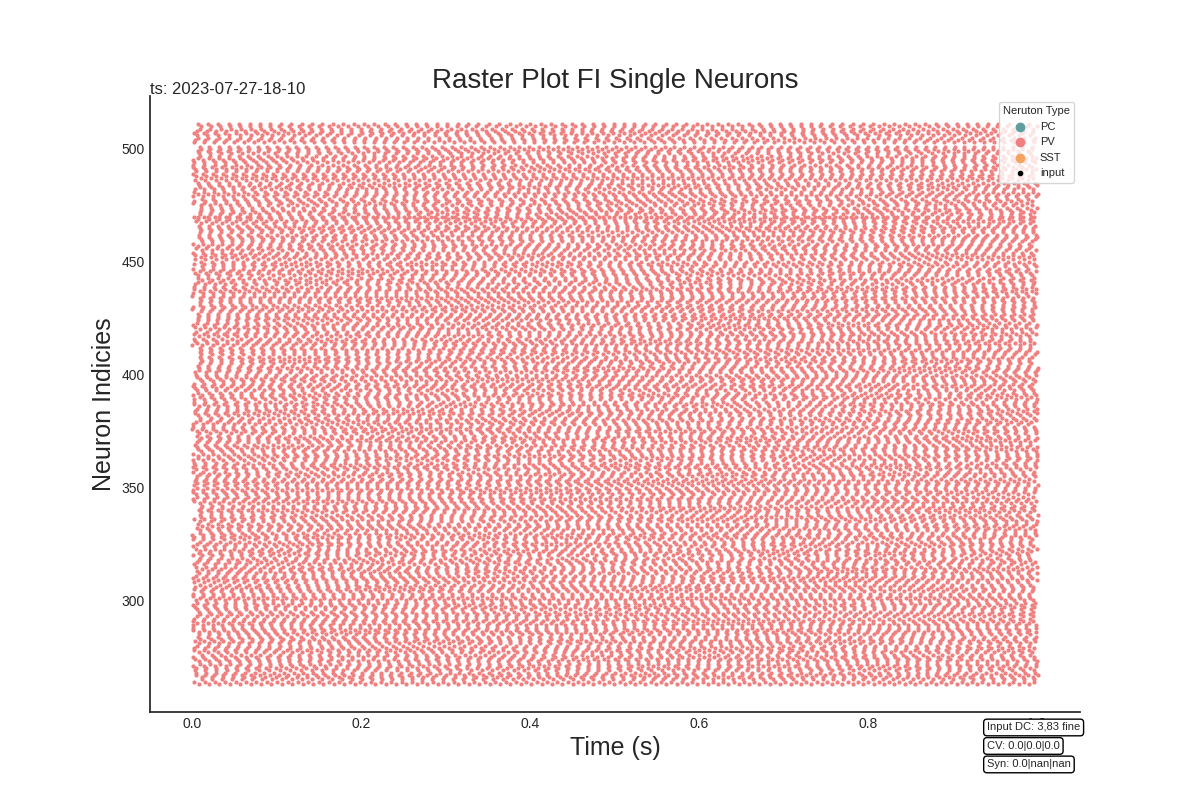 Raster Plot FI Single Neurons
ts: 2023-07-27-18-10
Neruton Type
PC
PV
SST
input
500
450
400
350
300
Neuron Indicies
0.0 0.2 0.4 0.6 0.8
Time (s)
Input DC: 3,83 fine
CV: 0.0|0.0|0.0
Syn: 0.0|nan|nan